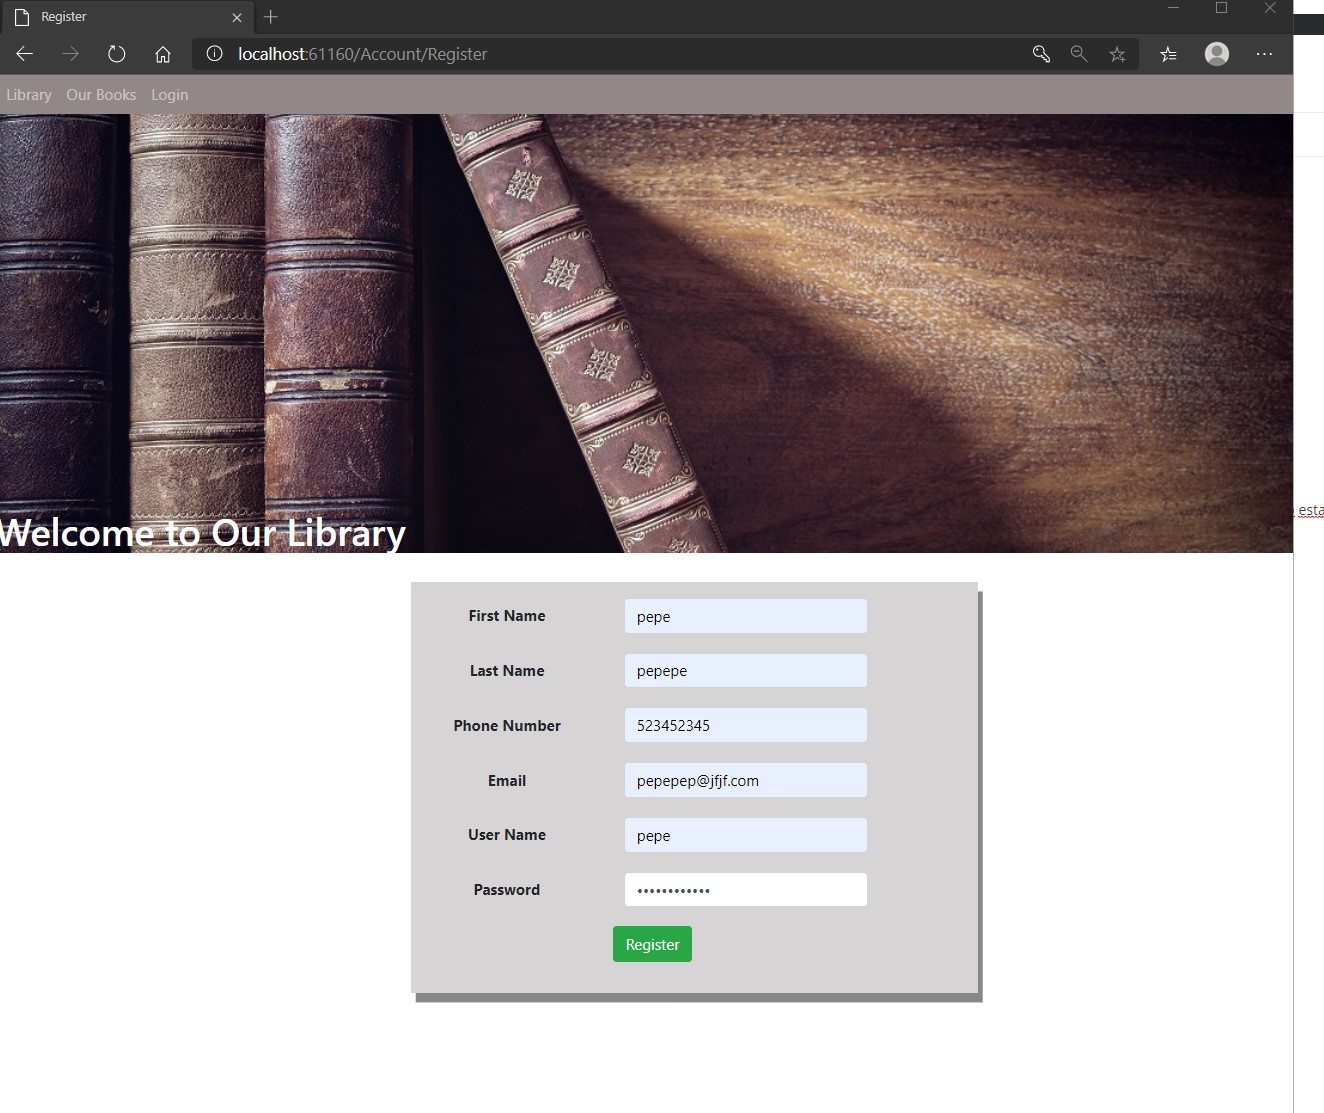 Register
localhost:61160/Account/Register
Library Our Books Login
Welcome to Our Library
esta
First Name pepe
Last Name pepepe
Phone Number 523452345
Email pepepep@jfjf.com
User Name pepe
Password ••••••••••••
Register